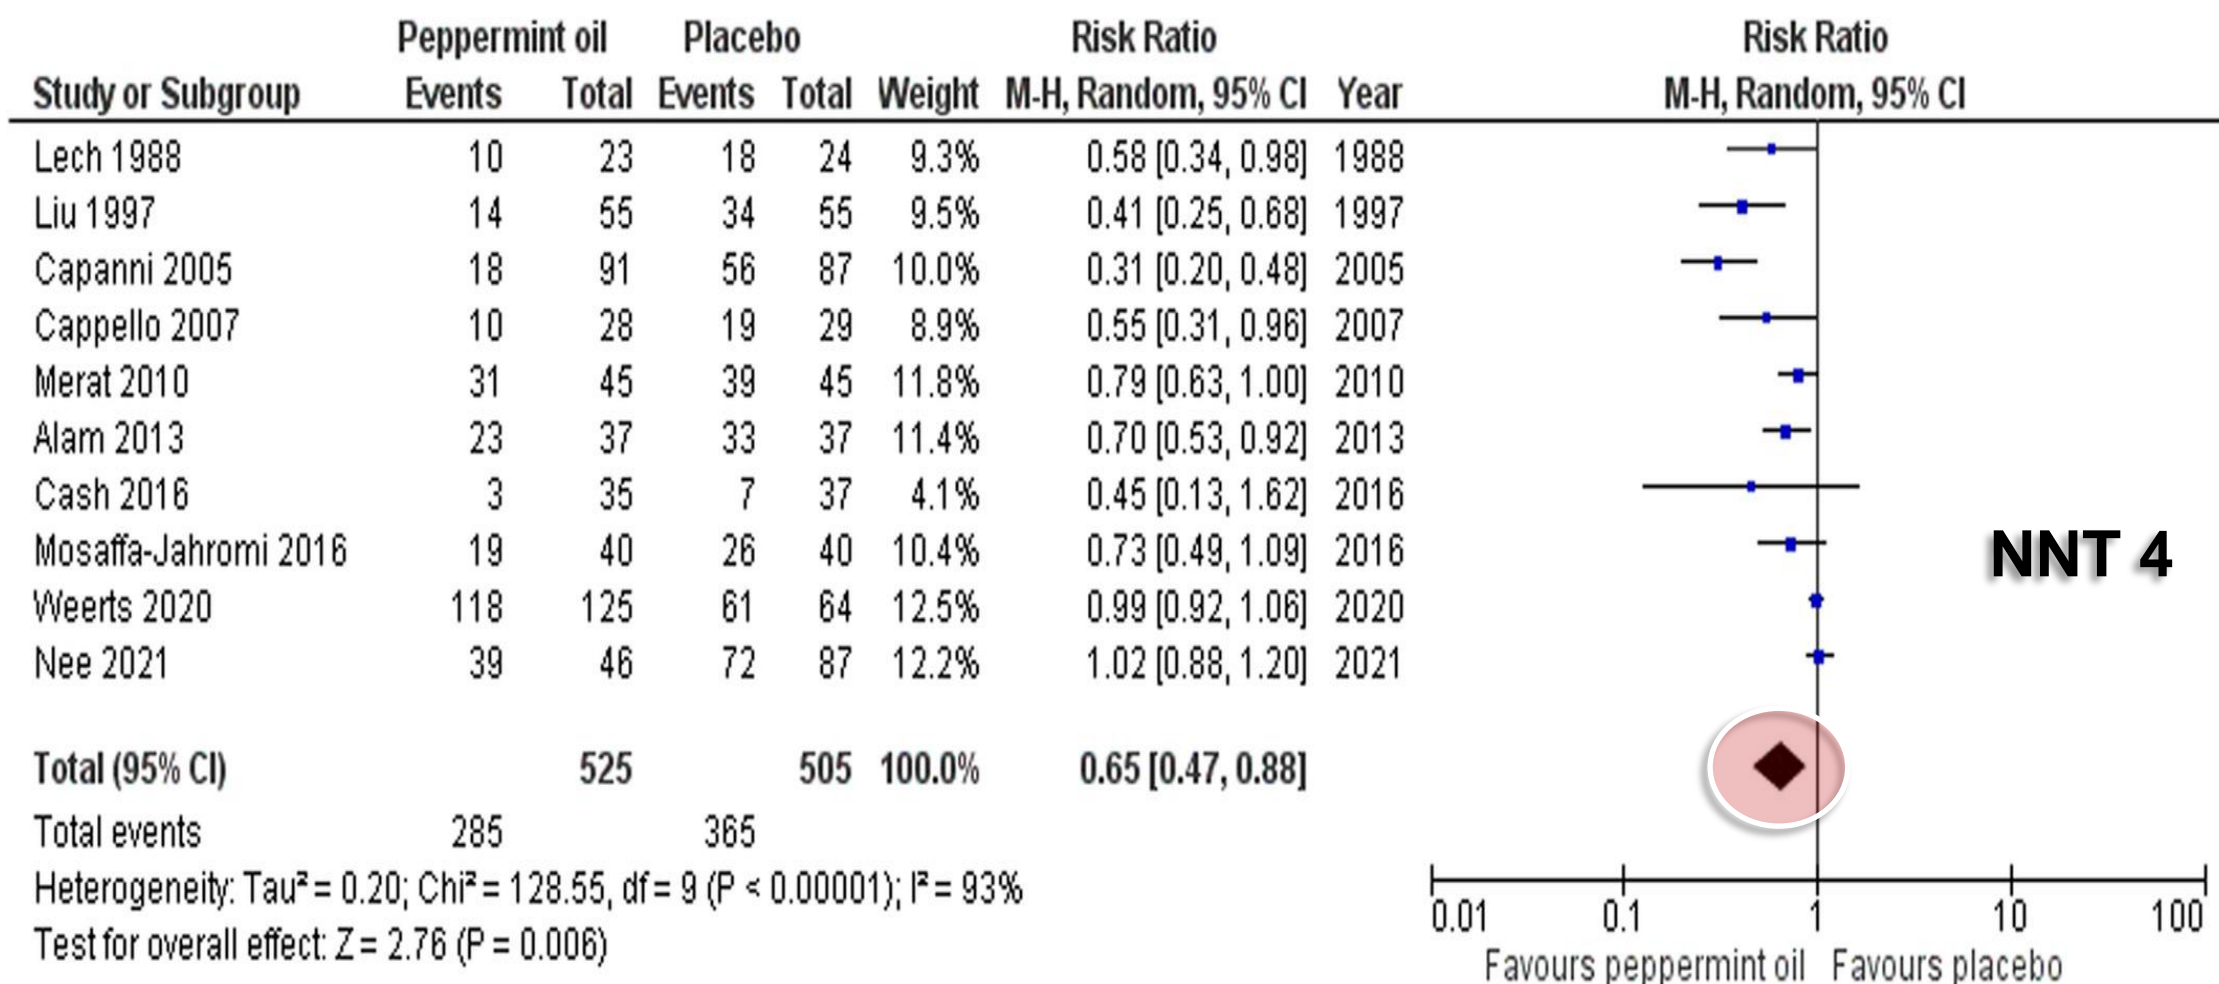 Peppermint oil Placebo Risk Ratio Risk Ratio
Study or Subgroup Events Total Events Total Weight M-H, Random, 95% CI Year M-H, Random, 95% CI
Lech 1988 10 23 18 24 9.3% 0.58 [0.34, 0.98] 1988
Liu 1997 14 55 34 55 9.5% 0.41 [0.25, 0.68] 1997
Capanni 2005 18 91 56 87 10.0% 0.31 [0.20, 0.48] 2005
Cappello 2007 10 28 19 29 8.9% 0.55 [0.31, 0.96] 2007
Merat 2010 31 45 39 45 11.8% 0.79 [0.63, 1.00] 2010
Alam 2013 23 37 33 37 11.4% 0.70 [0.53, 0.92] 2013
Cash 2016 3 35 7 37 4.1% 0.45 [0.13, 1.62] 2016
Mosaffa-Jahromi 2016 19 40 26 40 10.4% 0.73 [0.49, 1.09] 2016 NNT 4
Weerts 2020 118 125 61 64 12.5% 0.99 [0.92, 1.06] 2020
Nee 2021 39 46 72 87 12.2% 1.02 [0.88, 1.20] 2021
Total (95% CI) 525 505 100.0% 0.65 [0.47, 0.88]
Total events 285 365
Heterogeneity: Tau² = 0.20; Chi² = 128.55, df = 9 (P < 0.00001); I² = 93%
0.01 0.1 1 10 100
Test for overall effect: Z = 2.76 (P = 0.006)
Favours peppermint oil Favours placebo